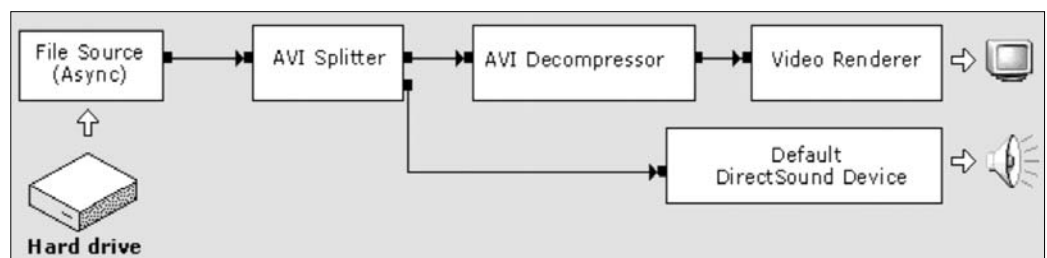 File Source
(Async)
AVI Splitter
AVI Decompressor
Video Renderer
Default
DirectSound Device
Hard drive